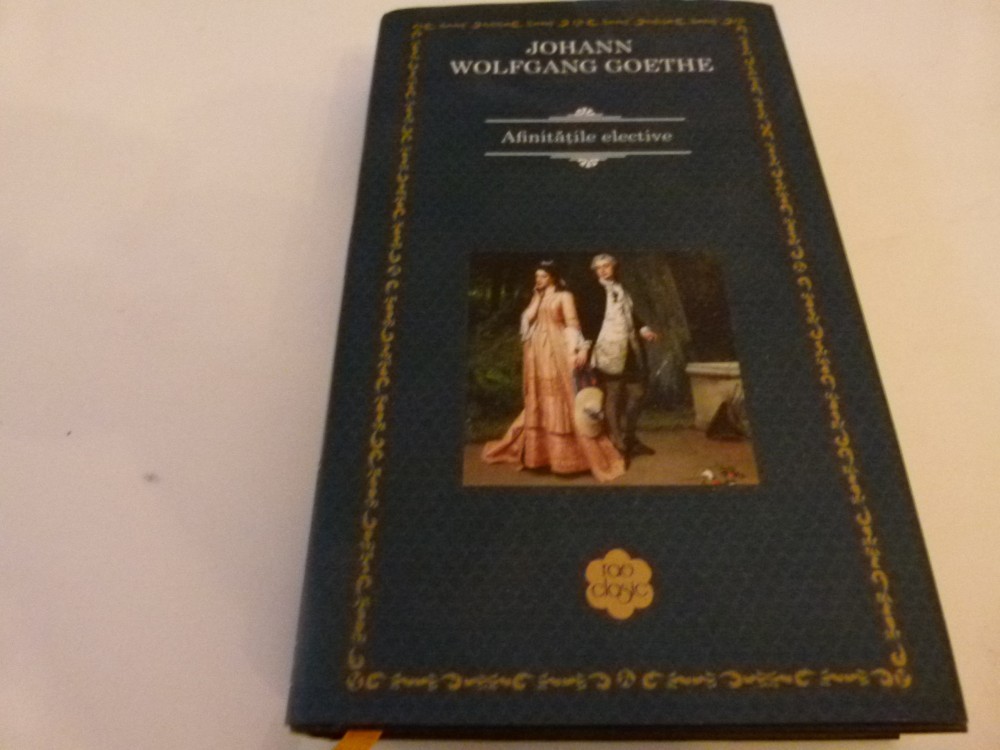 JOHANN
WOLFGANG GOETHE
Afinitățile elective
rao
clasic